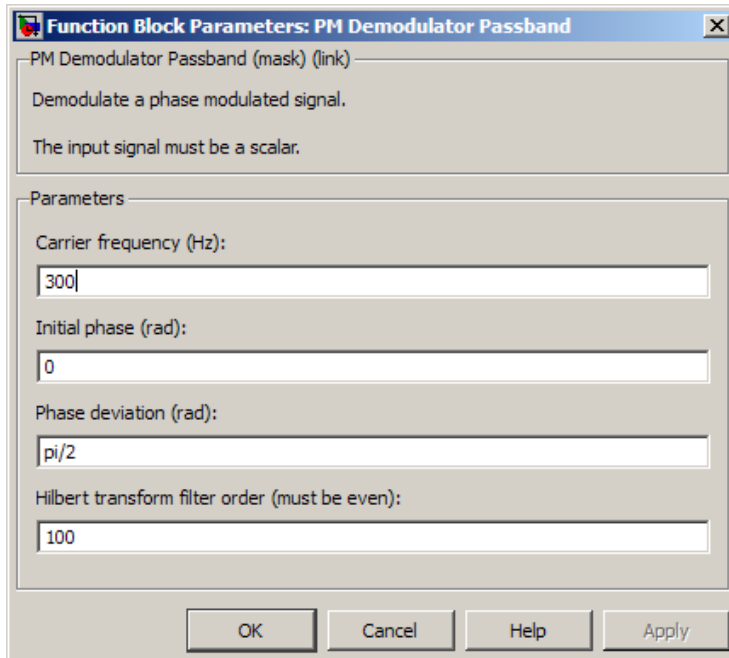 Function Block Parameters: PM Demodulator Passband
PM Demodulator Passband (mask) (link)
Demodulate a phase modulated signal.
The input signal must be a scalar.
Parameters
Carrier frequency (Hz):
300
Initial phase (rad):
0
Phase deviation (rad):
pi/2
Hilbert transform filter order (must be even):
100
OK Cancel Help Apply